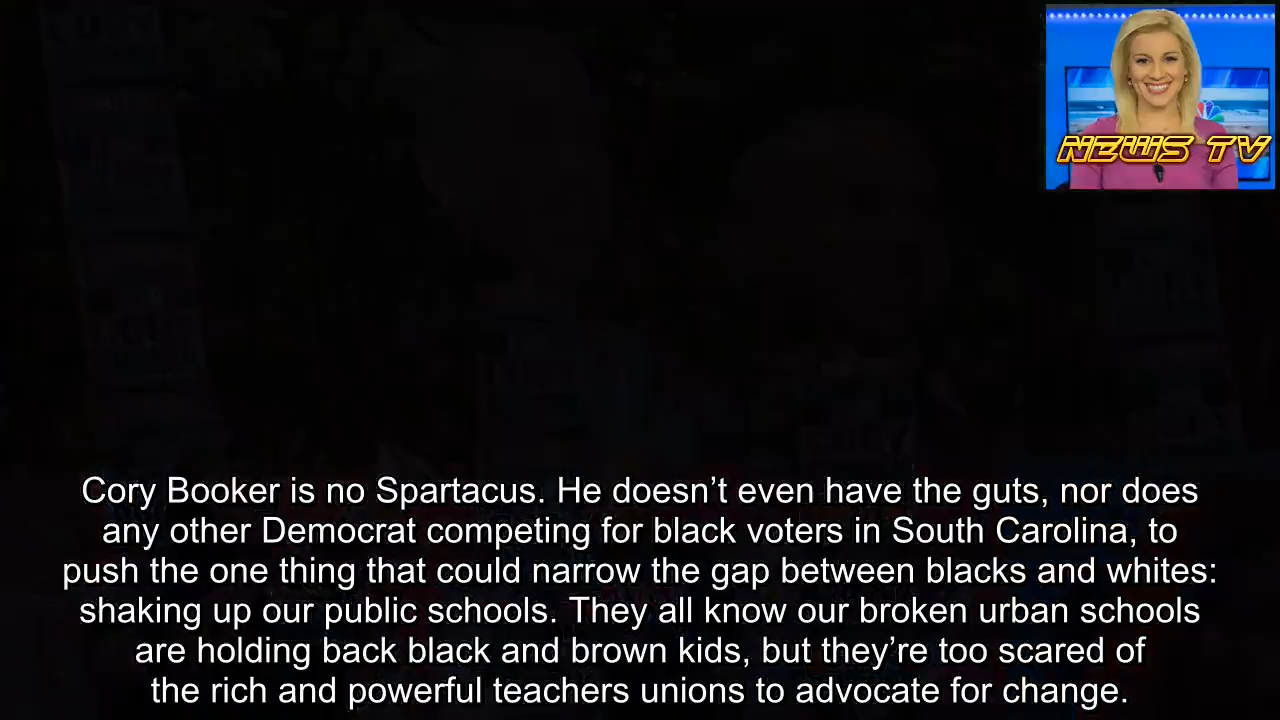 NEWS TV
Cory Booker is no Spartacus. He doesn’t even have the guts, nor does
any other Democrat competing for black voters in South Carolina, to
push the one thing that could narrow the gap between blacks and whites:
shaking up our public schools. They all know our broken urban schools
are holding back black and brown kids, but they’re too scared of
the rich and powerful teachers unions to advocate for change.